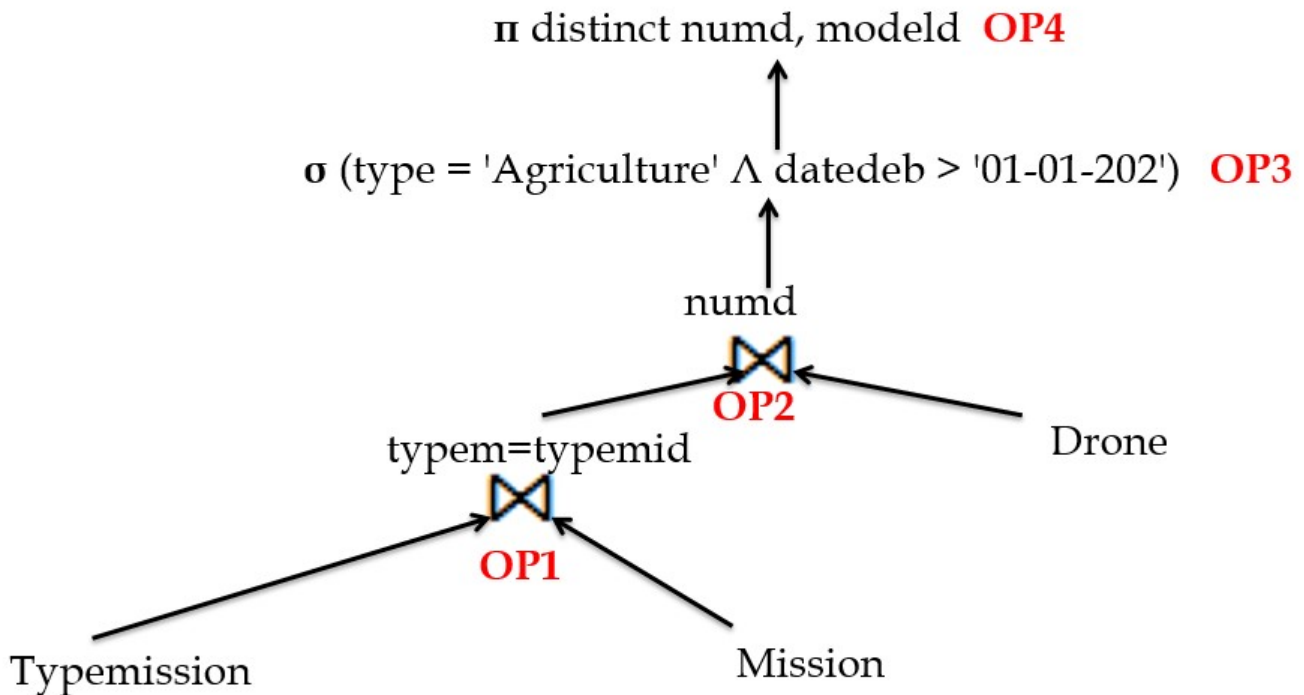 π distinct numd, modeld OP4
σ (type = 'Agriculture' Λ datedeb > '01-01-202') OP3
numd
OP2
typem=typemid
Drone
OP1
Typemission
Mission